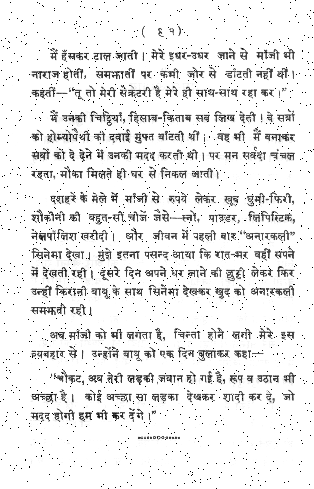 ( ६१ )
मैं हँसकर टाल जाती। मेरे इधर-उधर जाने से माँजी भी
नाराज होतीं, समझातीं पर कभी जोर से डाँटती नहीं थीं।
कहतीं—"तू तो मेरी सेक्रेटरी है मेरे ही साथ-साथ रहा कर।"
मैं उनकी चिट्ठियाँ, हिसाब-किताब सब लिख देती। वे सबों
को होम्योपैथी की दवाई मुफ्त बाँटती थीं। वह भी मैं बनाकर
सबों को दे देने में उनकी मदद करती थी। पर मन सर्वदा चंचल
रहता, मौका मिलते ही घर से निकल जाती।
दशहरे के मेले में माँजी से रुपये लेकर खूब घुमी-फिरी,
शौकीनी की बहुत-सी चीजें जैसे—स्नो, पाउडर, लिपिस्टिक,
नेलपॉलिश खरीदी। और जीवन में पहली बार "अनारकली"
सिनेमा देखा। मुझे इतना पसन्द आया कि रात-भर वही सपने
में देखती रही। दूसरे दिन अपने घर जाने की छुट्टी लेकर फिर
उन्हीं किरानी बाबू के साथ सिनेमा देखकर खुद को अनारकली
समझती रही।
अब माँजी को भी लगता है, चिन्ता होने लगी मेरे इस
व्यवहार से। उन्होंने बाबू को एक दिन बुलाकर कहा—
"चौकट, अब तेरी लड़की जवान हो गई है, रूप व उठान भी
अच्छा है। कोई अच्छा सा लड़का देखकर शादी कर दे, जो
मदद होगी हम भी कर देंगे।"